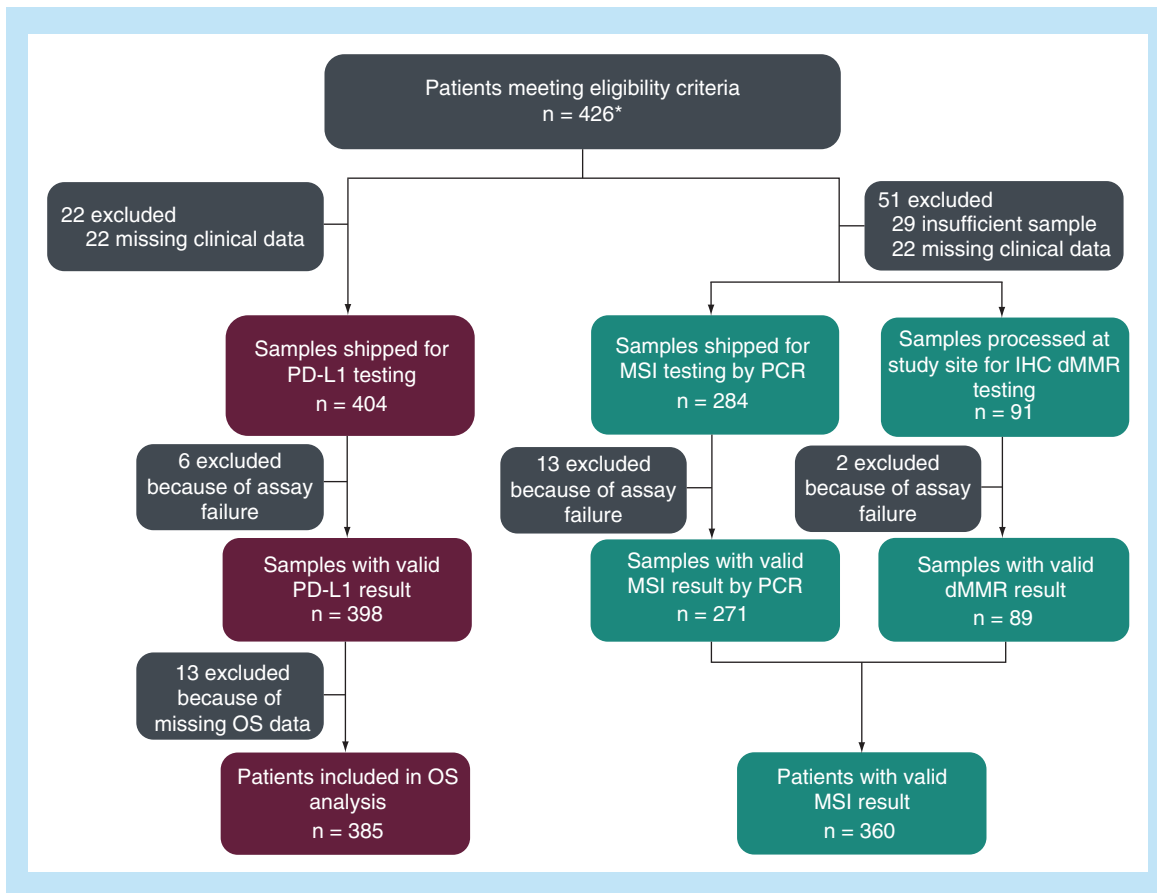 Patients meeting eligibility criteria
n = 426*
22 excluded
22 missing clinical data
51 excluded
29 insufficient sample
22 missing clinical data
Samples shipped for
PD-L1 testing
n = 404
Samples shipped for
MSI testing by PCR
n = 284
Samples processed at
study site for IHC dMMR
testing
n = 91
6 excluded
because of assay
failure
13 excluded
because of assay
failure
2 excluded
because of assay
failure
Samples with valid
PD-L1 result
n = 398
Samples with valid
MSI result by PCR
n = 271
Samples with valid
dMMR result
n = 89
13 excluded
because of
missing OS data
Patients included in OS
analysis
n = 385
Patients with valid
MSI result
n = 360